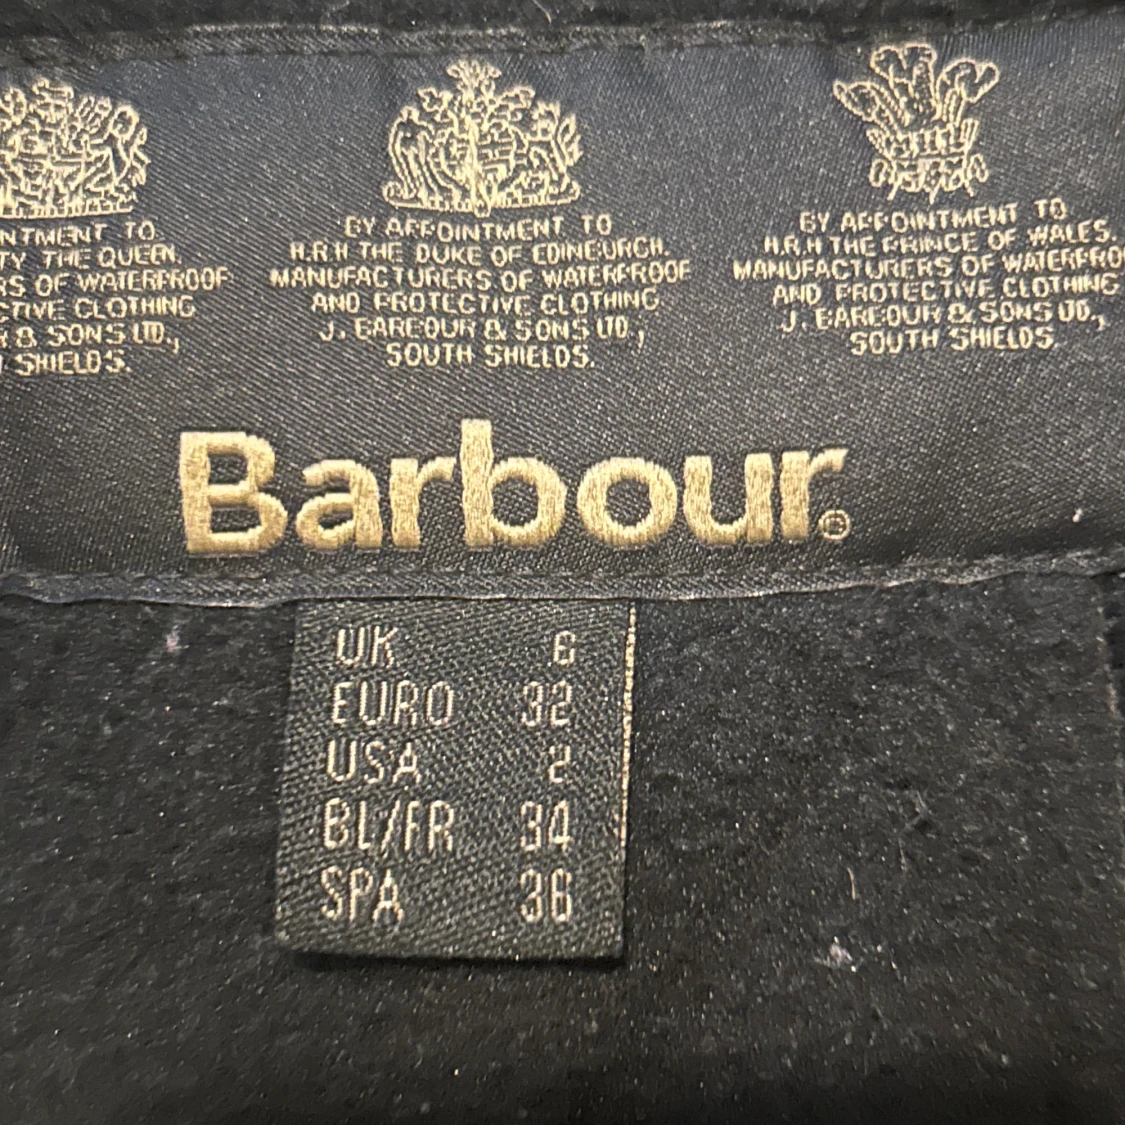 NTMENT TO
TY THE QUEEN.
RS OF WATERPROOF
CTIVE CLOTHING
R & SONS LTD.,
SHIELDS.
BY APPOINTMENT TO
H.R.H THE DUKE OF EDINBURGH.
MANUFACTURERS OF WATERPROOF
AND PROTECTIVE CLOTHING
J. BARBOUR & SONS LTD.,
SOUTH SHIELDS.
BY APPOINTMENT TO
H.R.H THE PRINCE OF WALES.
MANUFACTURERS OF WATERPRO
AND PROTECTIVE CLOTHING
J. BARBOUR & SONS LTD.,
SOUTH SHIELDS.
Barbour®
UK 6
EURO 32
USA 2
BL/FR 34
SPA 36